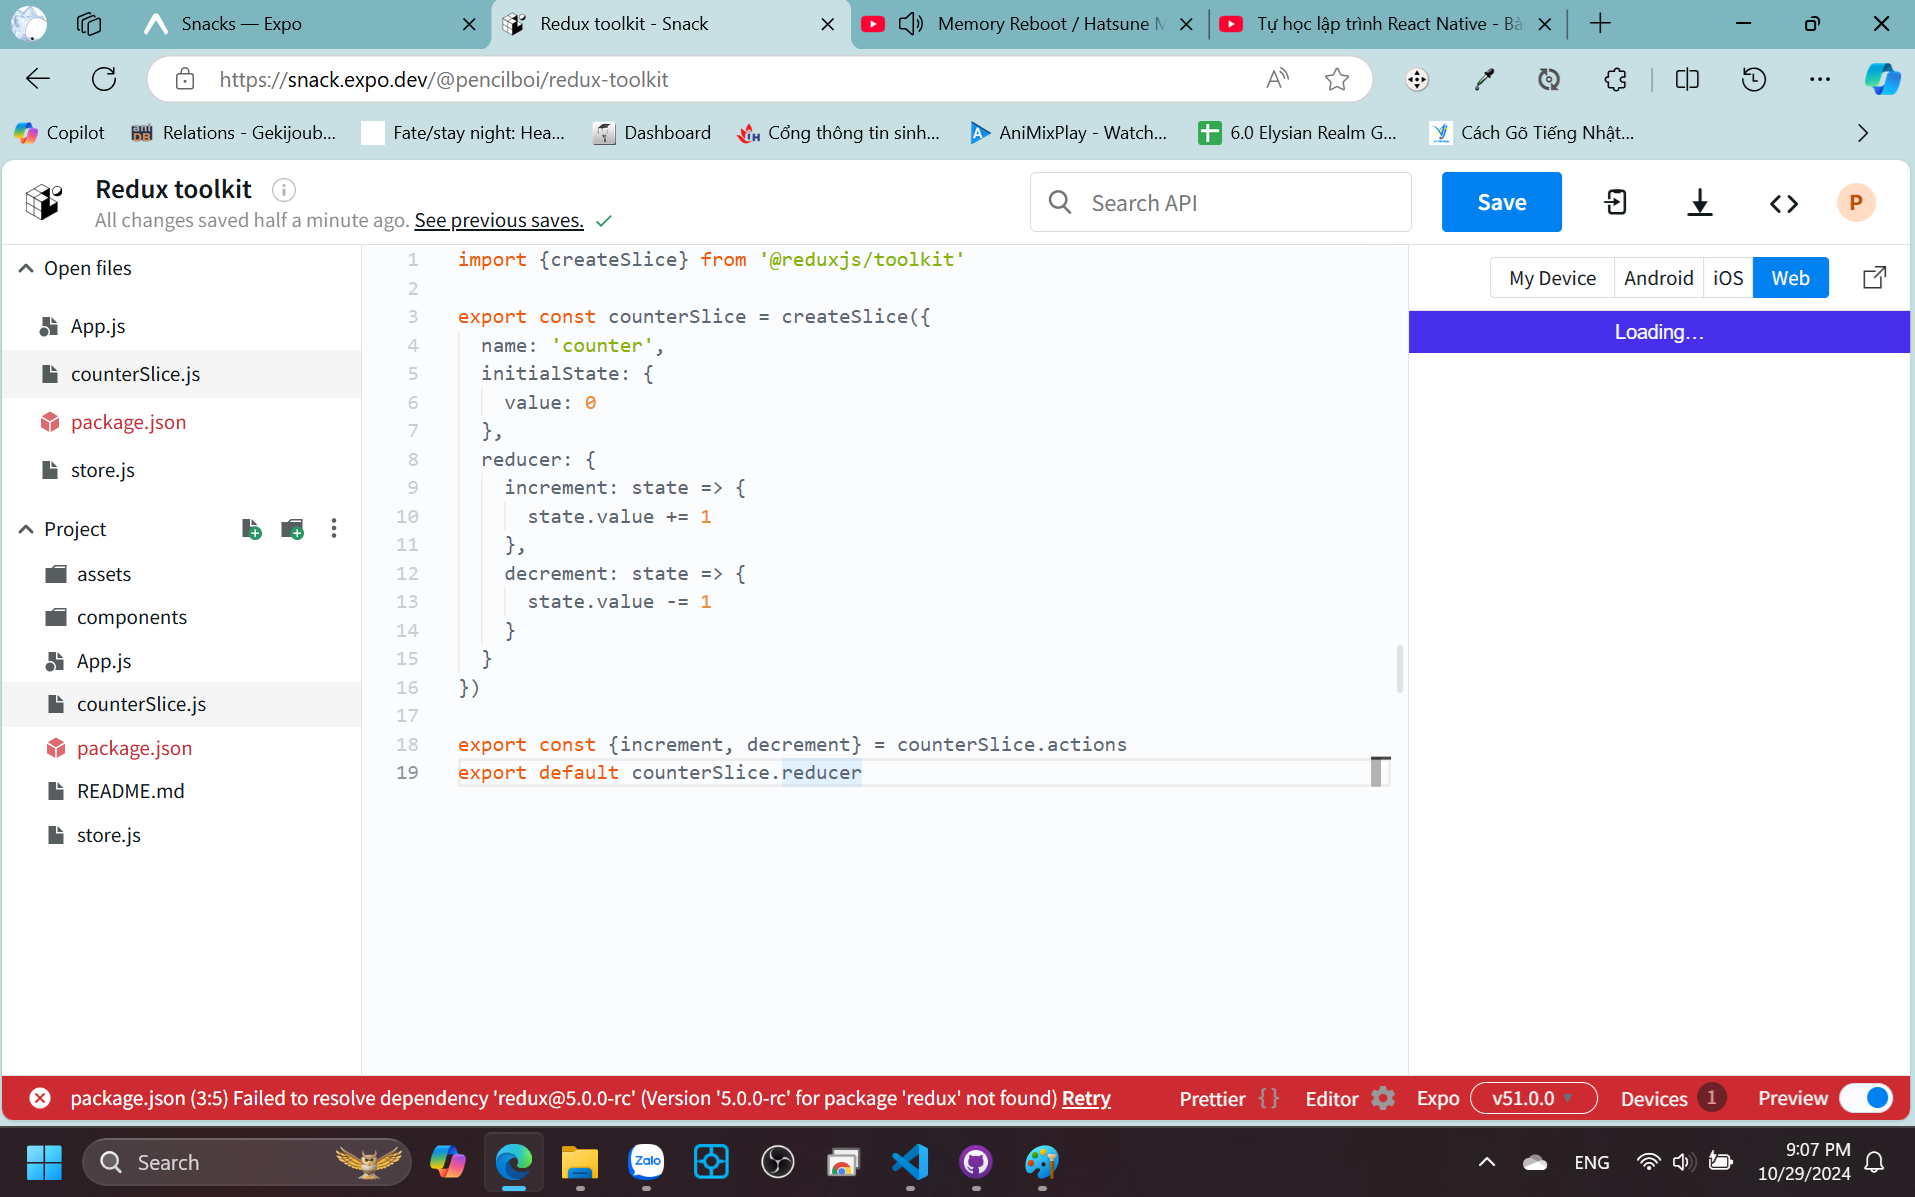 Snacks — Expo
Redux toolkit - Snack
Memory Reboot / Hatsune M
Tự học lập trình React Native - Bà
https://snack.expo.dev/@pencilboi/redux-toolkit
Copilot
Relations - Gekijoub...
Fate/stay night: Hea...
Dashboard
Cổng thông tin sinh...
AniMixPlay - Watch...
6.0 Elysian Realm G...
Cách Gõ Tiếng Nhật...
Redux toolkit
All changes saved half a minute ago. See previous saves.
Search API
Save
P
Open files
App.js
counterSlice.js
package.json
store.js
Project
assets
components
App.js
counterSlice.js
package.json
README.md
store.js
1 import {createSlice} from '@reduxjs/toolkit'
2
3 export const counterSlice = createSlice({
4 name: 'counter',
5 initialState: {
6 value: 0
7 },
8 reducer: {
9 increment: state => {
10 state.value += 1
11 },
12 decrement: state => {
13 state.value -= 1
14 }
15 }
16 })
17
18 export const {increment, decrement} = counterSlice.actions
19 export default counterSlice.reducer
My Device
Android
iOS
Web
Loading...
package.json (3:5) Failed to resolve dependency 'redux@5.0.0-rc' (Version '5.0.0-rc' for package 'redux' not found) Retry
Prettier { }
Editor
Expo
v51.0.0
Devices 1
Preview
Search
Zalo
ENG
9:07 PM
10/29/2024